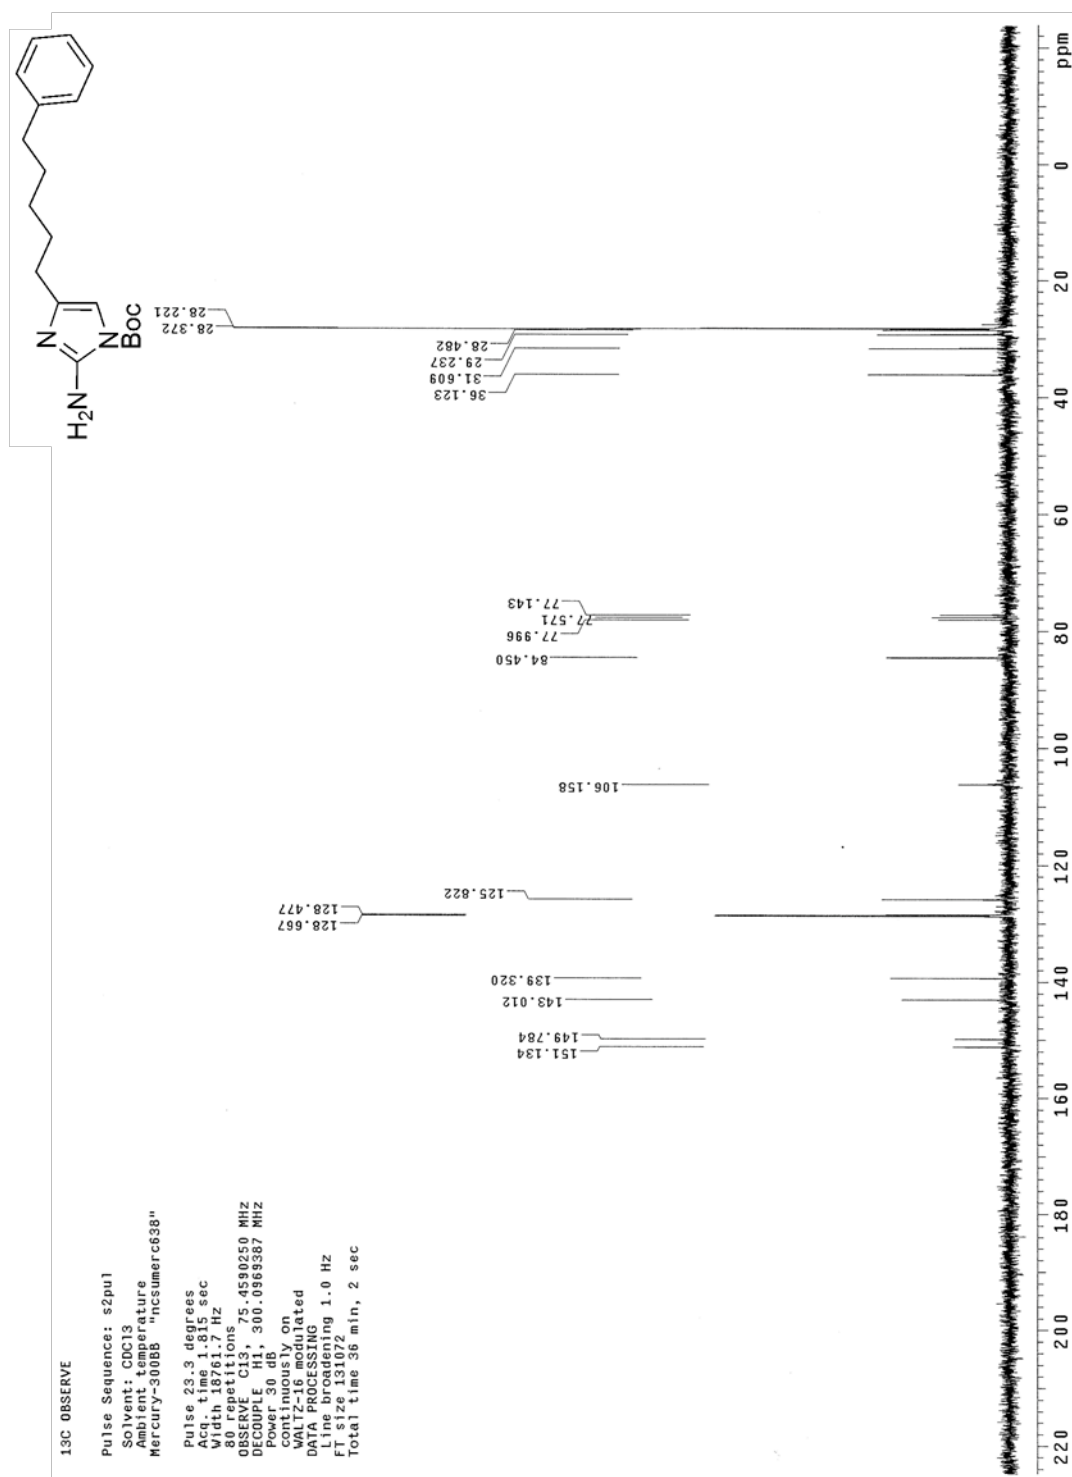 13C OBSERVE
Pulse Sequence: s2pul
Solvent: CDCl3
Ambient temperature
Mercury-300BB "ncsumerc638"
Pulse 23.3 degrees
Acq. time 1.815 sec
Width 18761.7 Hz
80 repetitions
OBSERVE C13, 75.4590250 MHz
DECOUPLE H1, 300.0969387 MHz
Power 30 dB
continuously on
WALTZ-16 modulated
DATA PROCESSING
Line broadening 1.0 Hz
FT size 131072
Total time 36 min, 2 sec
H2N
N
N
Boc
151.134
149.784
143.012
139.320
128.667
128.477
125.822
106.158
84.450
77.996
77.571
77.143
36.123
31.609
29.237
28.482
28.372
28.221
220 200 180 160 140 120 100 80 60 40 20 0 ppm